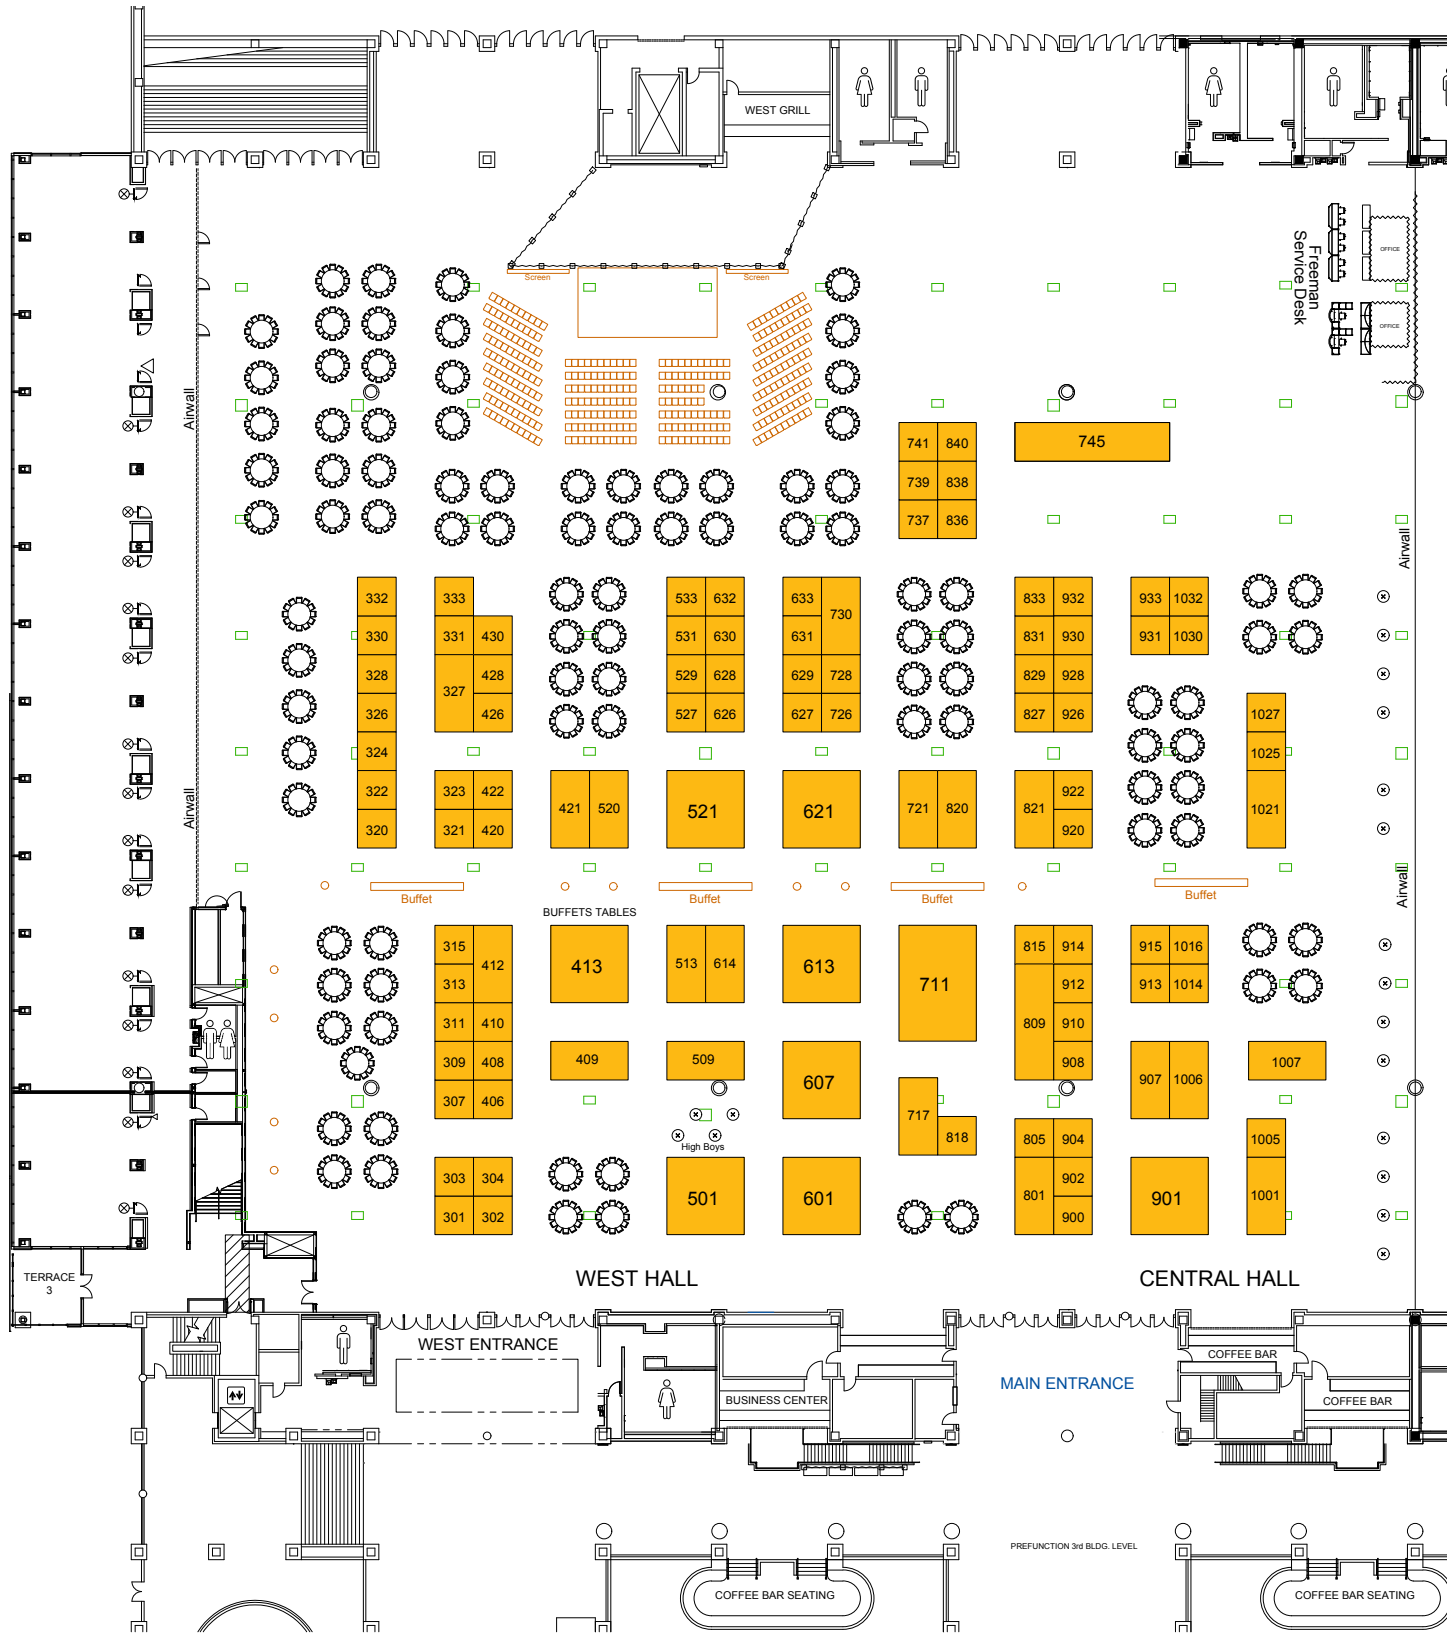 WEST GRILL
Freeman
Service Desk
OFFICE
OFFICE
Screen
Screen
Airwall
741 840
745
739 838
737 836
Airwall
332 333 533 632 633 730 833 932 933 1032
330 331 430 531 630 631 831 930 931 1030
328 327 428 529 628 629 728 829 928
326 426 527 626 627 726 827 926 1027
324 1025
Airwall
322 323 422 421 520 521 621 721 820 821 922 1021
320 321 420 920
Buffet Buffet Buffet Buffet
Airwall
BUFFETS TABLES
315 412 413 513 614 613 711 815 914 915 1016
313 912 913 1014
311 410 809 910
309 408 409 509 607 908 907 1006 1007
307 406 717
818 805 904 1005
High Boys
303 304 501 601 801 902 901 1001
301 302 900
WEST HALL
CENTRAL HALL
TERRACE
3
WEST ENTRANCE
COFFEE BAR
MAIN ENTRANCE
BUSINESS CENTER
COFFEE BAR
PREFUNCTION 3rd BLDG. LEVEL
COFFEE BAR SEATING
COFFEE BAR SEATING